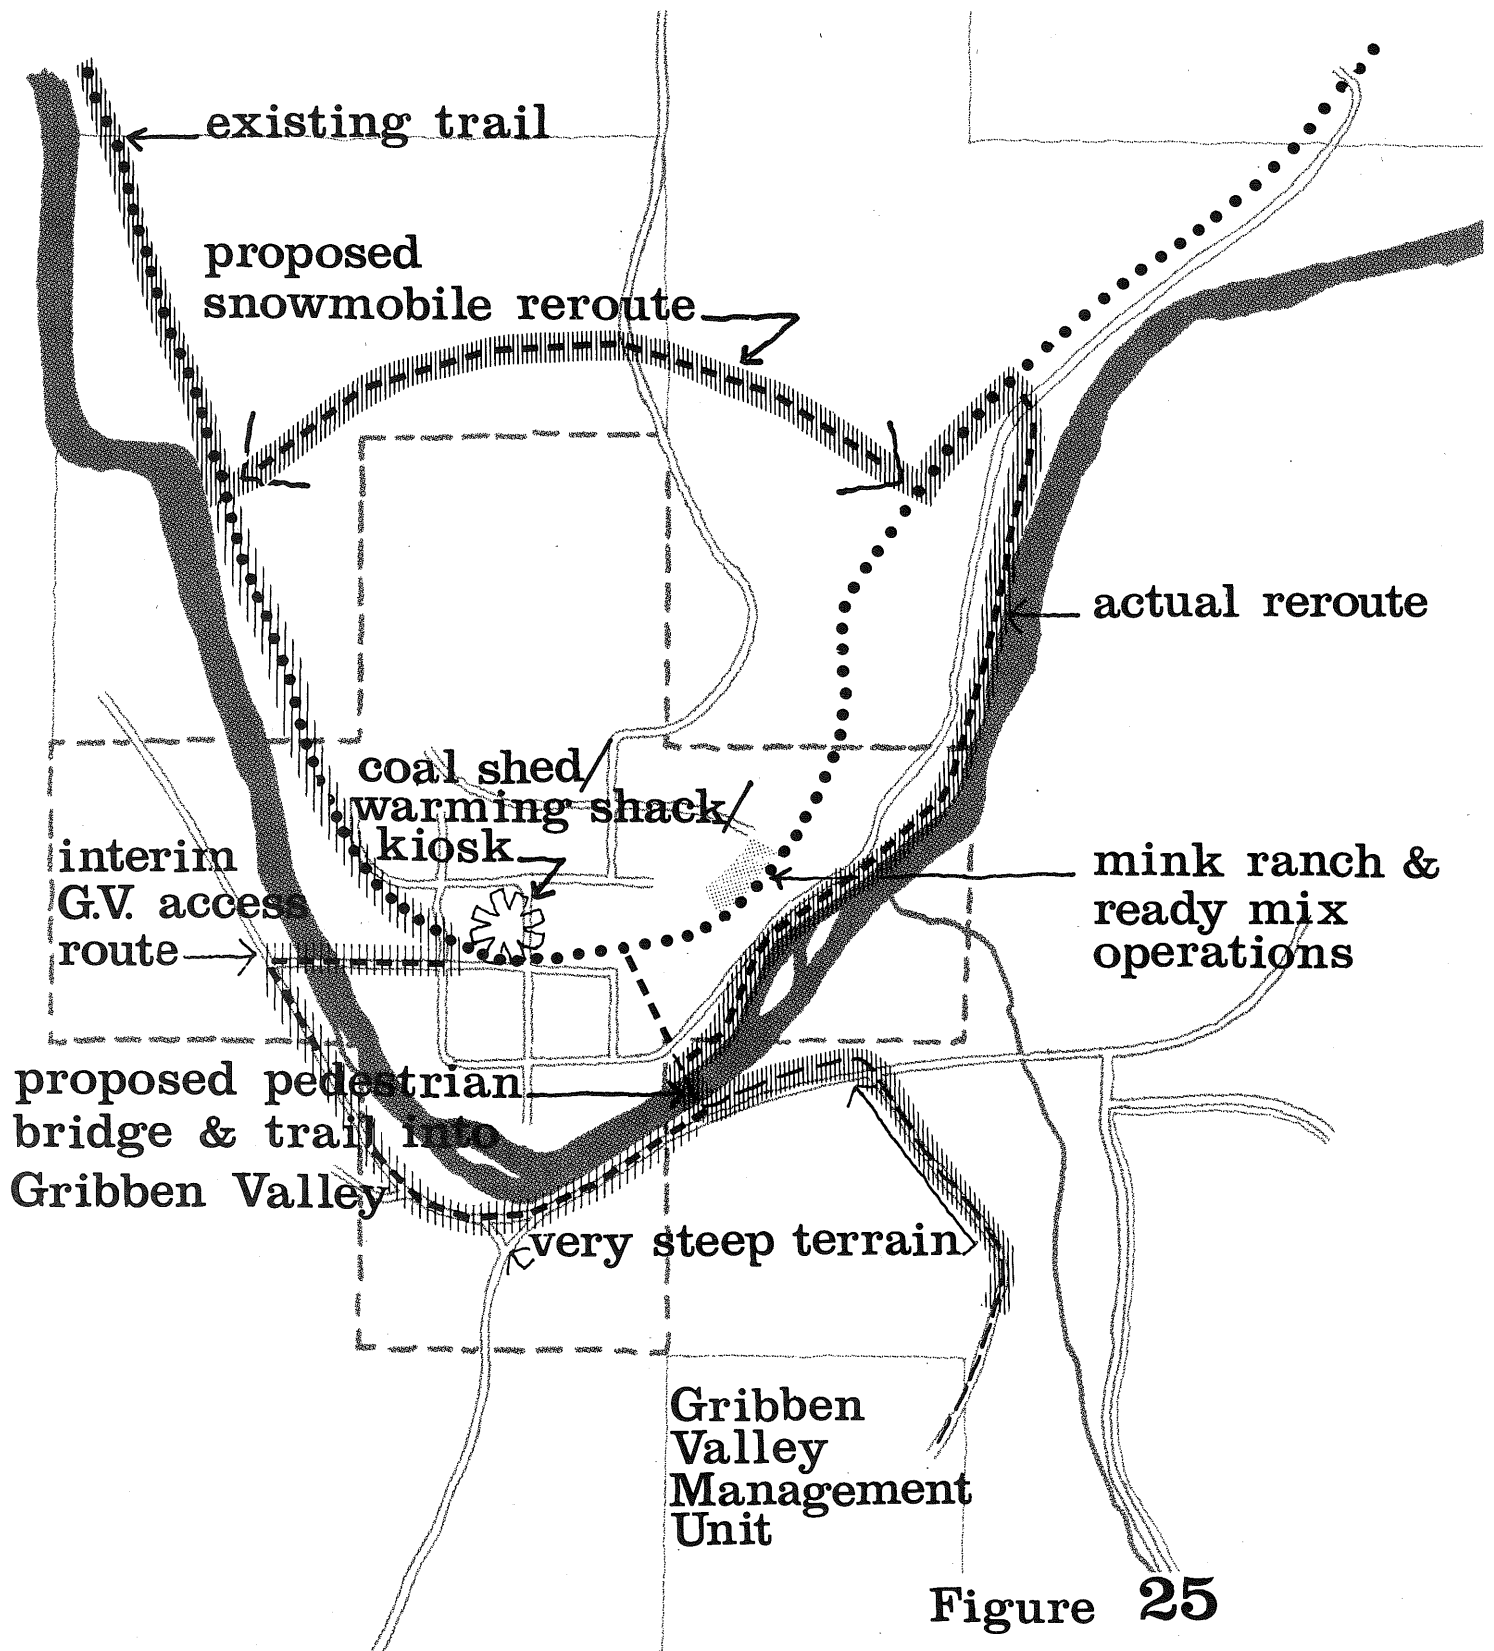 existing trail
proposed
snowmobile reroute
actual reroute
coal shed/
warming shack/
kiosk
interim
G.V. access
route
mink ranch &
ready mix
operations
proposed pedestrian
bridge & trail into
Gribben Valley
very steep terrain
Gribben
Valley
Management
Unit
Figure 25